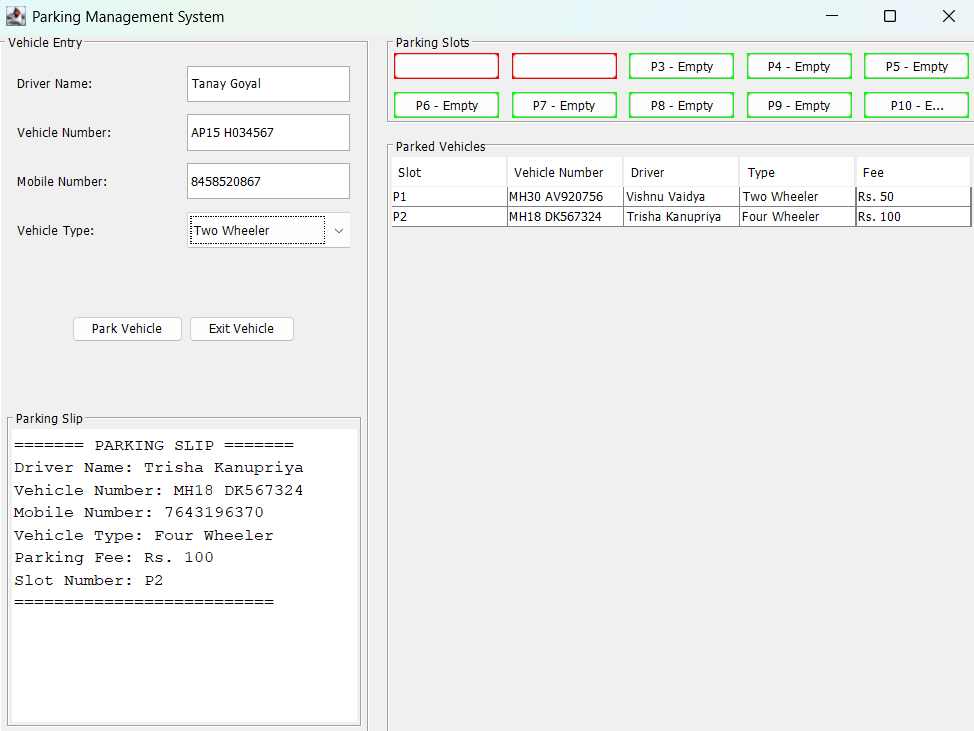 Parking Management System
Vehicle Entry
Driver Name: Tanay Goyal
Vehicle Number: AP15 H034567
Mobile Number: 8458520867
Vehicle Type: Two Wheeler
Park Vehicle Exit Vehicle
Parking Slip
======= PARKING SLIP =======
Driver Name: Trisha Kanupriya
Vehicle Number: MH18 DK567324
Mobile Number: 7643196370
Vehicle Type: Four Wheeler
Parking Fee: Rs. 100
Slot Number: P2
==========================
Parking Slots
P3 - Empty P4 - Empty P5 - Empty
P6 - Empty P7 - Empty P8 - Empty P9 - Empty P10 - E...
Parked Vehicles
Slot Vehicle Number Driver Type Fee
P1 MH30 AV920756 Vishnu Vaidya Two Wheeler Rs. 50
P2 MH18 DK567324 Trisha Kanupriya Four Wheeler Rs. 100